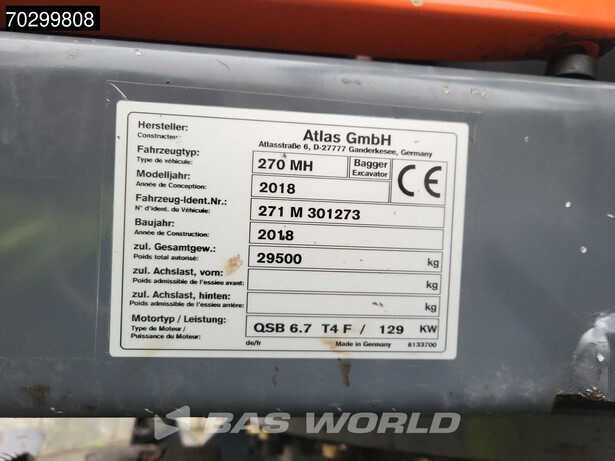 70299808
Hersteller:
Constructeur
Atlas GmbH
Atlasstraße 6, D-27777 Ganderkesee, Germany
Fahrzeugtyp:
Type de véhicule:
270 MH
Bagger
Excavator
CE
Modelljahr:
Année de Conception:
2018
Fahrzeug-Ident.Nr.:
N° d'ident. du Véhicule:
271 M 301273
Baujahr:
Année de Construction:
2018
zul. Gesamtgew.:
Poids total autorisé:
29500 kg
zul. Achslast, vorn:
Poids admissible de l'essieu avant:
kg
zul. Achslast, hinten:
Poids admissible de l'essieu arrière:
kg
Motortyp / Leistung:
Type de Moteur/
Puissance du Moteur:
QSB 6.7 T4 F / 129 KW
de/fr Made in Germany 6133700
BAS WORLD